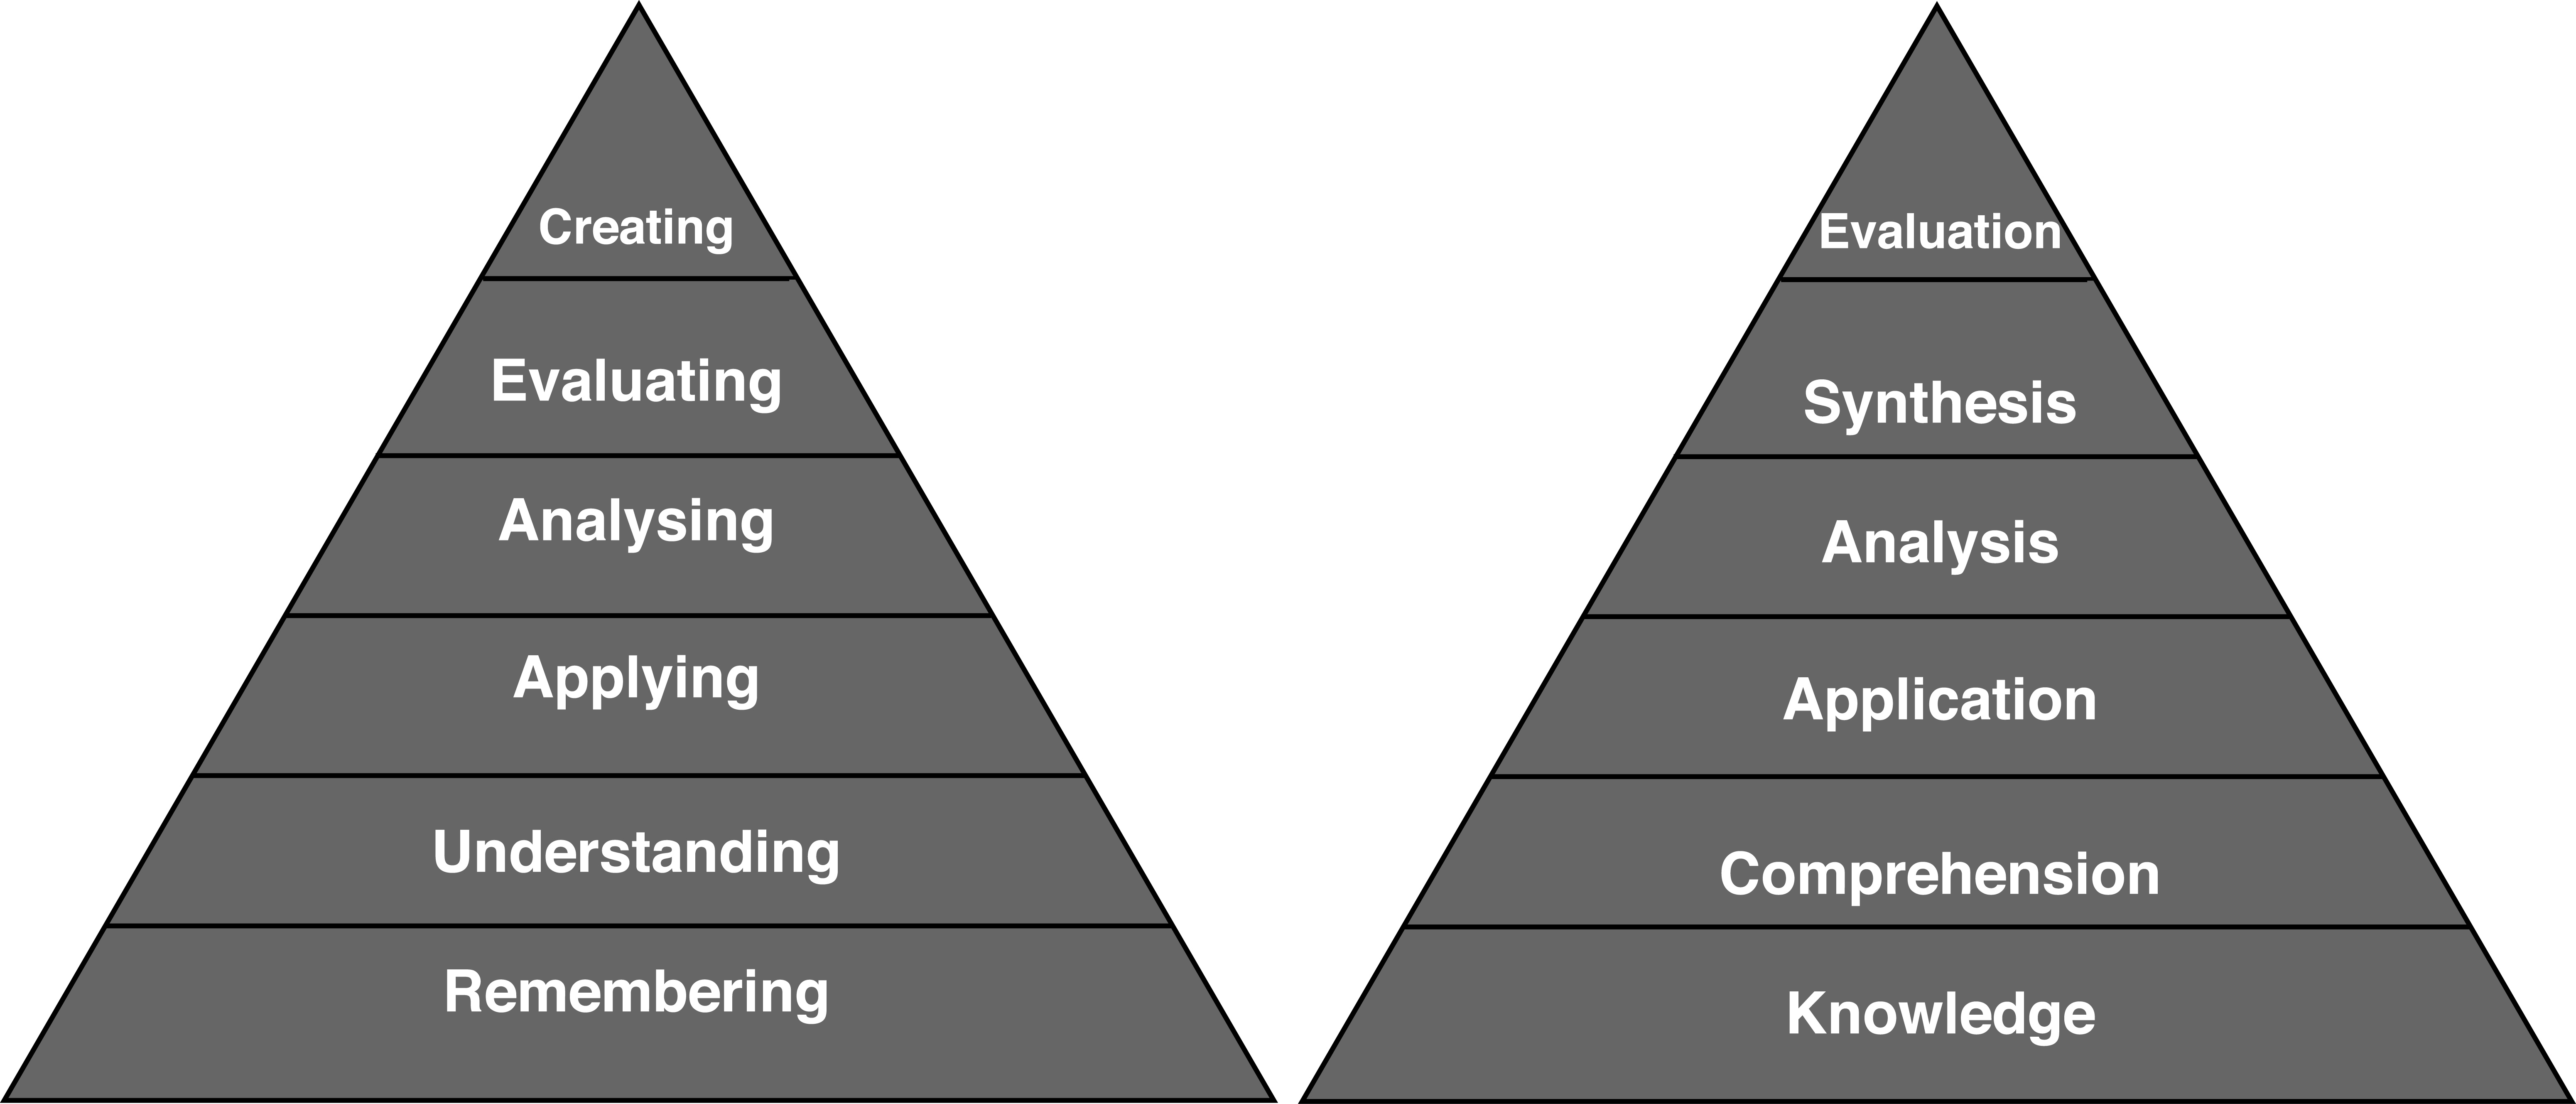 Creating
Evaluating
Analysing
Applying
Understanding
Remembering
Evaluation
Synthesis
Analysis
Application
Comprehension
Knowledge